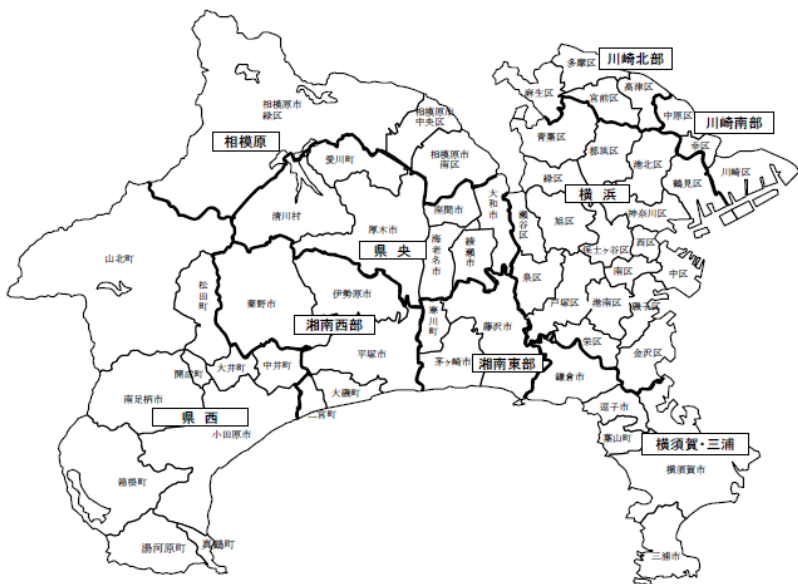 川崎北部
多摩区
麻生区
宮前区
高津区
中原区
川崎南部
幸区
川崎区
相模原市
緑区
相模原市
中央区
相模原市
南区
相模原
愛川町
青葉区
都筑区
港北区
鶴見区
緑区
横浜
清川村
厚木市
座間市
大和市
瀬谷区
旭区
神奈川区
保土ヶ谷区
西区
県央
海老名市
綾瀬市
泉区
南区
中区
山北町
松田町
秦野市
伊勢原市
戸塚区
港南区
磯子区
湘南西部
寒川町
藤沢市
栄区
金沢区
平塚市
茅ヶ崎市
湘南東部
鎌倉市
開成町
大井町
中井町
南足柄市
大磯町
二宮町
県西
小田原市
逗子市
葉山町
横須賀・三浦
横須賀市
箱根町
湯河原町
真鶴町
三浦市